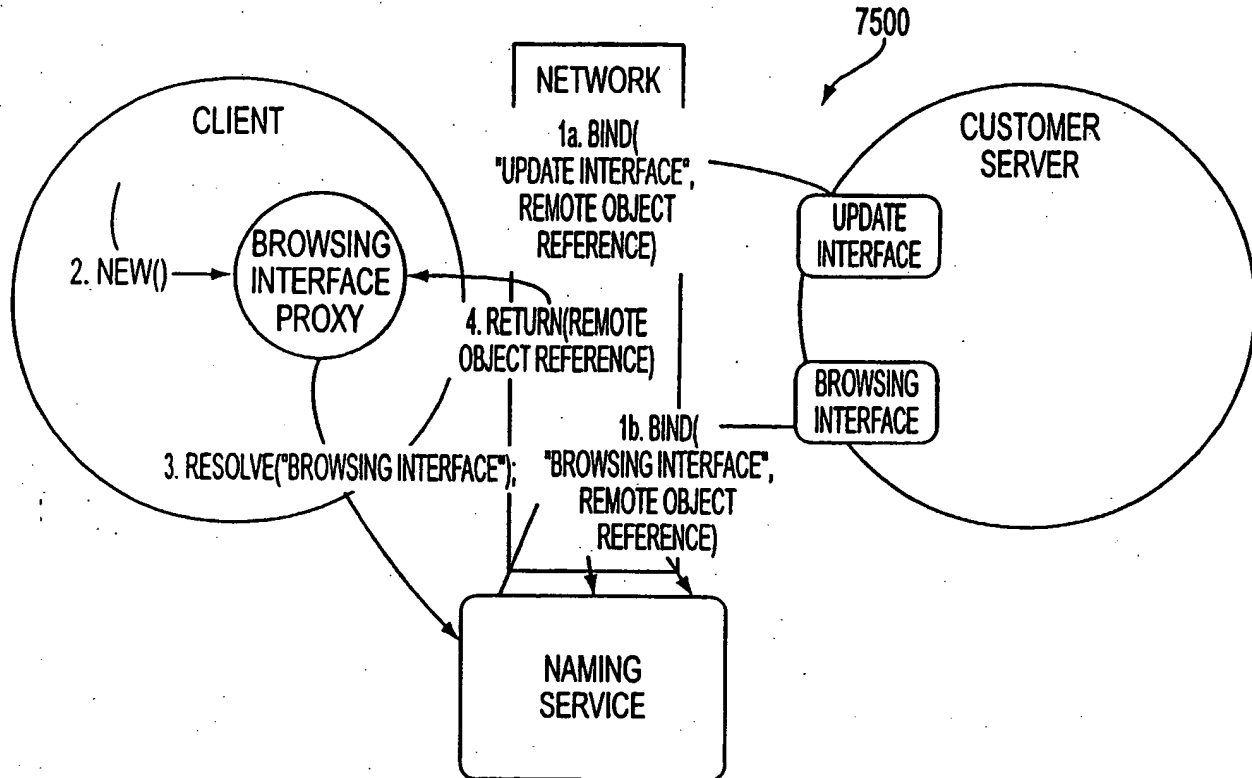 7500
NETWORK
CLIENT
1a. BIND(
"UPDATE INTERFACE",
REMOTE OBJECT
REFERENCE)
CUSTOMER
SERVER
UPDATE
INTERFACE
2. NEW()
BROWSING
INTERFACE
PROXY
4. RETURN(REMOTE
OBJECT REFERENCE)
BROWSING
INTERFACE
1b. BIND(
"BROWSING INTERFACE",
REMOTE OBJECT
REFERENCE)
3. RESOLVE("BROWSING INTERFACE");
NAMING
SERVICE